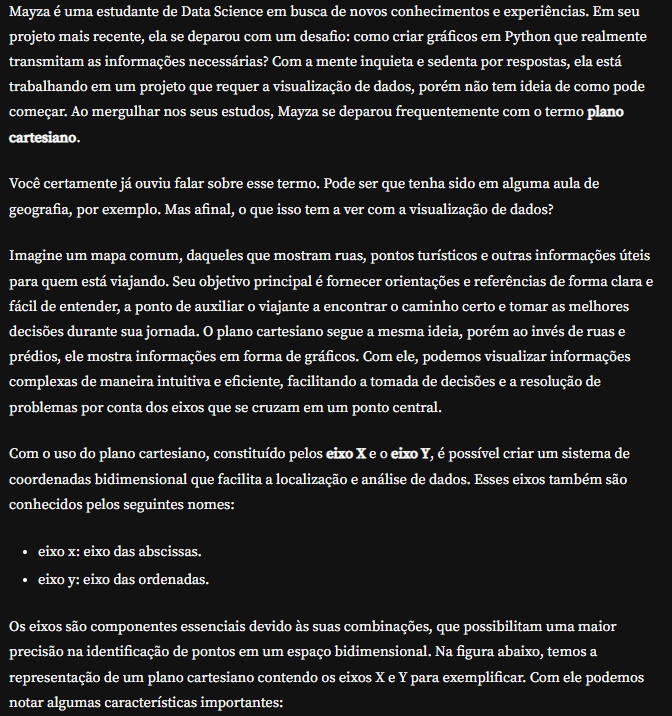 Mayza é uma estudante de Data Science em busca de novos conhecimentos e experiências. Em seu
projeto mais recente, ela se deparou com um desafio: como criar gráficos em Python que realmente
transmitam as informações necessárias? Com a mente inquieta e sedenta por respostas, ela está
trabalhando em um projeto que requer a visualização de dados, porém não tem ideia de como pode
começar. Ao mergulhar nos seus estudos, Mayza se deparou frequentemente com o termo plano
cartesiano.
Você certamente já ouviu falar sobre esse termo. Pode ser que tenha sido em alguma aula de
geografia, por exemplo. Mas afinal, o que isso tem a ver com a visualização de dados?
Imagine um mapa comum, daqueles que mostram ruas, pontos turísticos e outras informações úteis
para quem está viajando. Seu objetivo principal é fornecer orientações e referências de forma clara e
fácil de entender, a ponto de auxiliar o viajante a encontrar o caminho certo e tomar as melhores
decisões durante sua jornada. O plano cartesiano segue a mesma ideia, porém ao invés de ruas e
prédios, ele mostra informações em forma de gráficos. Com ele, podemos visualizar informações
complexas de maneira intuitiva e eficiente, facilitando a tomada de decisões e a resolução de
problemas por conta dos eixos que se cruzam em um ponto central.
Com o uso do plano cartesiano, constituído pelos eixo X e o eixo Y, é possível criar um sistema de
coordenadas bidimensional que facilita a localização e análise de dados. Esses eixos também são
conhecidos pelos seguintes nomes:
• eixo x: eixo das abscissas.
• eixo y: eixo das ordenadas.
Os eixos são componentes essenciais devido às suas combinações, que possibilitam uma maior
precisão na identificação de pontos em um espaço bidimensional. Na figura abaixo, temos a
representação de um plano cartesiano contendo os eixos X e Y para exemplificar. Com ele podemos
notar algumas características importantes: